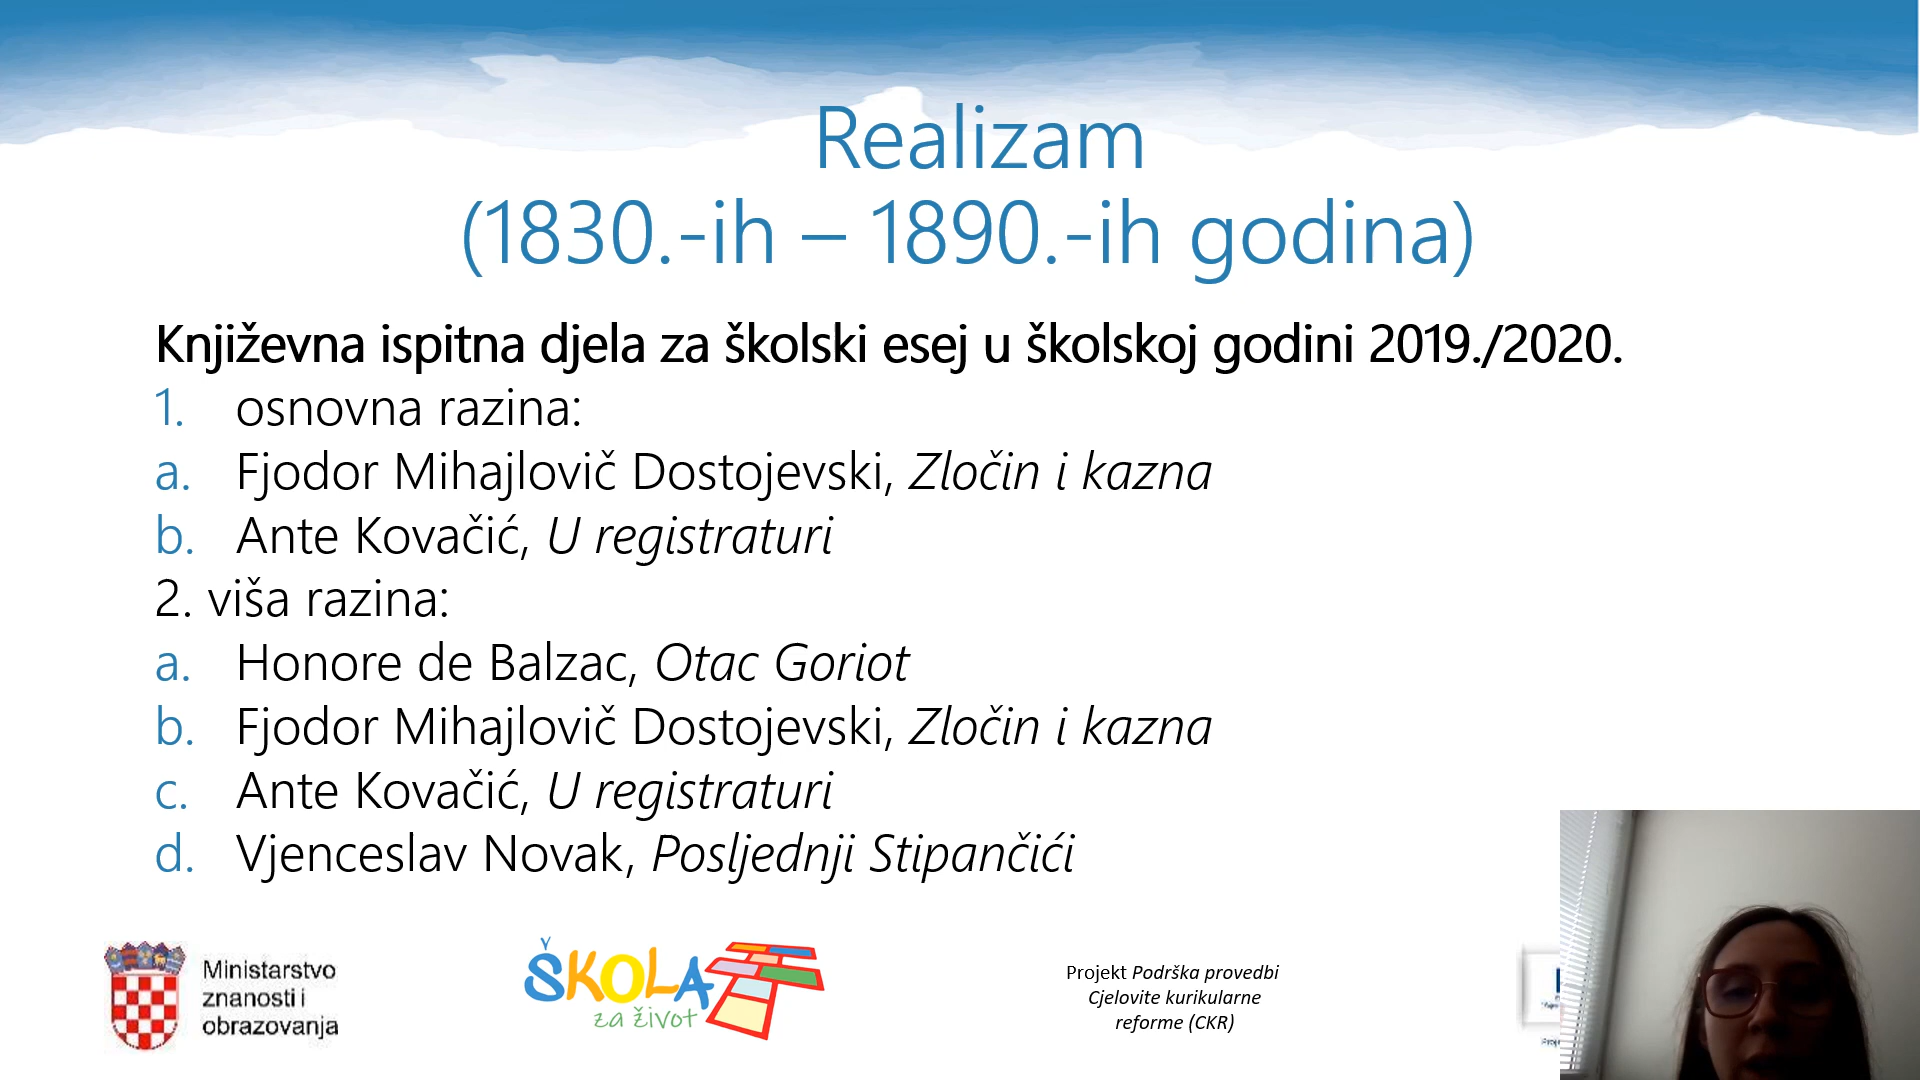 Realizam
(1830.-ih – 1890.-ih godina)
Književna ispitna djela za školski esej u školskoj godini 2019./2020.
1. osnovna razina:
a. Fjodor Mihajlovič Dostojevski, Zločin i kazna
b. Ante Kovačić, U registraturi
2. viša razina:
a. Honore de Balzac, Otac Goriot
b. Fjodor Mihajlovič Dostojevski, Zločin i kazna
c. Ante Kovačić, U registraturi
d. Vjenceslav Novak, Posljednji Stipančići
Ministarstvo
znanosti i
obrazovanja
ŠKOLA
za život
Projekt Podrška provedbi
Cjelovite kurikularne
reforme (CKR)